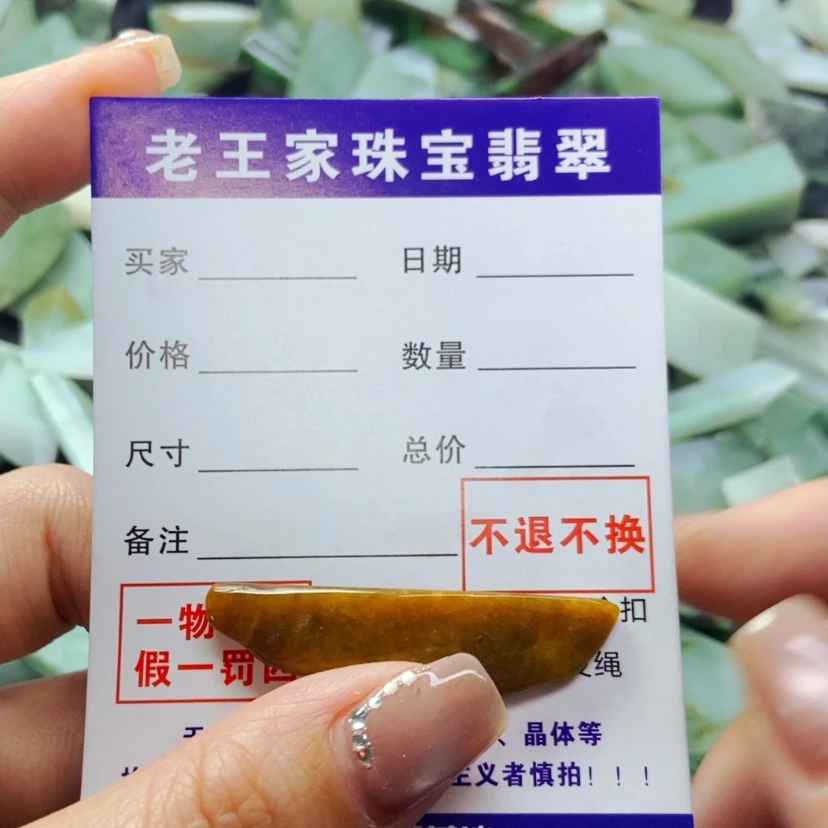 老王家珠宝翡翠
买家 日期
价格 数量
尺寸 总价
备注 不退不换
一物
扣
假一罚
绳
、晶体等
主义者慎拍！！！